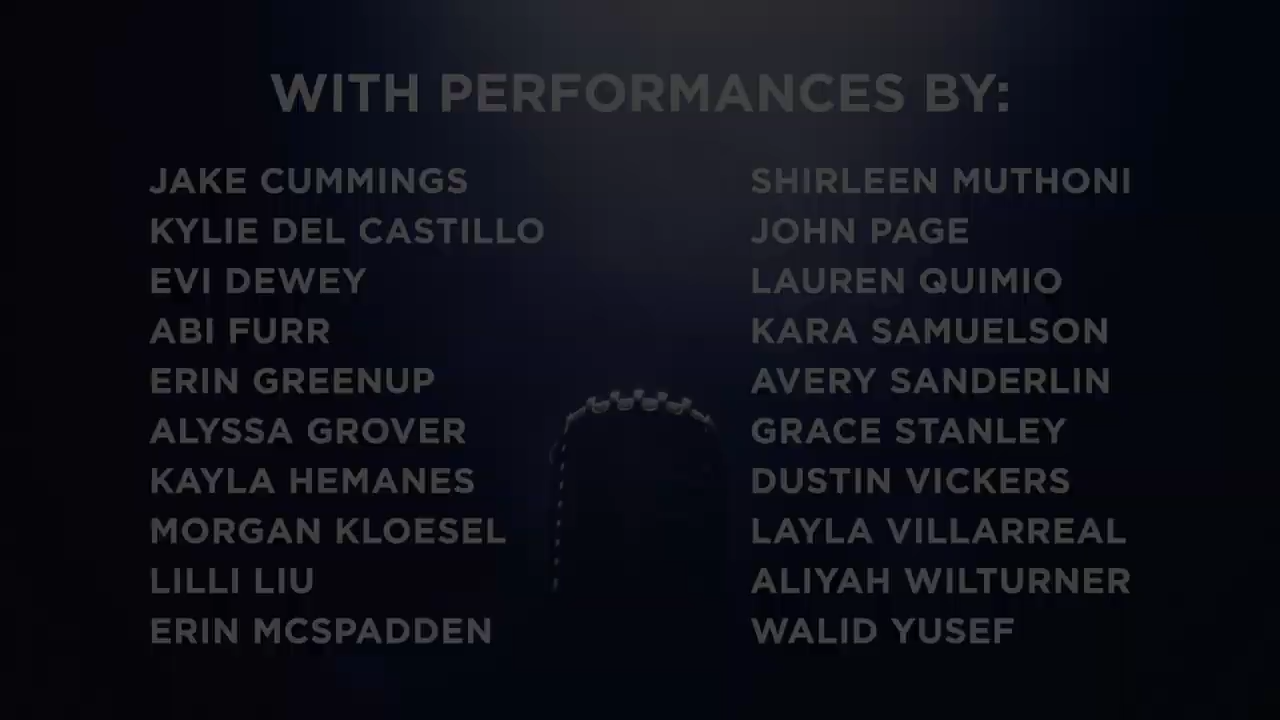 WITH PERFORMANCES BY:
JAKE CUMMINGS
KYLIE DEL CASTILLO
EVI DEWEY
ABI FURR
ERIN GREENUP
ALYSSA GROVER
KAYLA HEMANES
MORGAN KLOESEL
LILLI LIU
ERIN MCSPADDEN
SHIRLEEN MUTHONI
JOHN PAGE
LAUREN QUIMIO
KARA SAMUELSON
AVERY SANDERLIN
GRACE STANLEY
DUSTIN VICKERS
LAYLA VILLARREAL
ALIYAH WILTURNER
WALID YUSEF